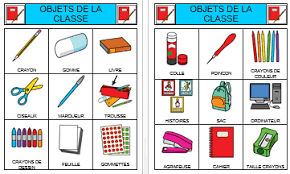 OBJETS DE LA
CLASSE
CRAYON
GOMME
LIVRE
CISEAUX
MARQUEUR
TROUSSE
CRAYONS DE
DESSIN
FEUILLE
GOMMETTES
OBJETS DE LA
CLASSE
COLLE
POINÇON
CRAYONS DE
COULEUR
HISTOIRES
SAC
ORDINATEUR
AGRAFEUSE
CAHIER
TAILLE CRAYONS